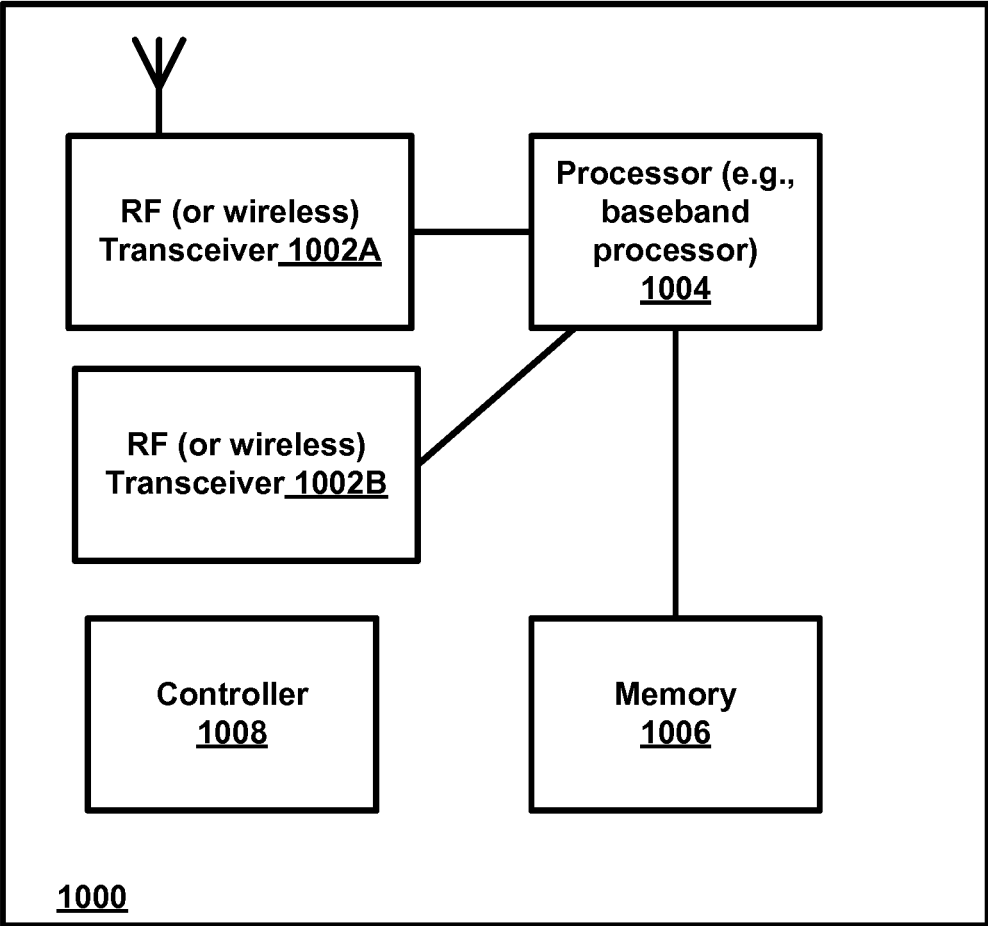 RF (or wireless)
Transceiver 1002A
Processor (e.g.,
baseband
processor)
1004
RF (or wireless)
Transceiver 1002B
Controller
1008
Memory
1006
1000